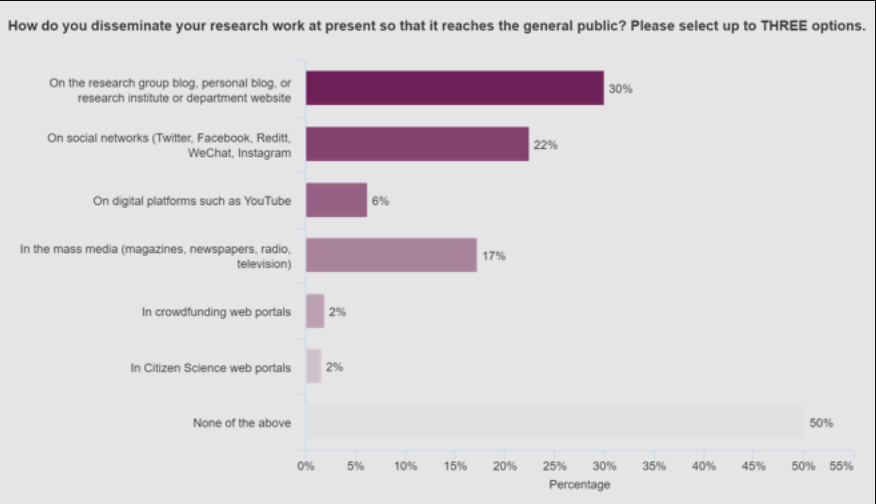 How do you disseminate your research work at present so that it reaches the general public? Please select up to THREE options.
On the research group blog, personal blog, or
research institute or department website
30%
On social networks (Twitter, Facebook, Reditt,
WeChat, Instagram
22%
On digital platforms such as YouTube
6%
In the mass media (magazines, newspapers, radio,
television)
17%
In crowdfunding web portals
2%
In Citizen Science web portals
2%
None of the above
50%
0% 5% 10% 15% 20% 25% 30% 35% 40% 45% 50% 55%
Percentage